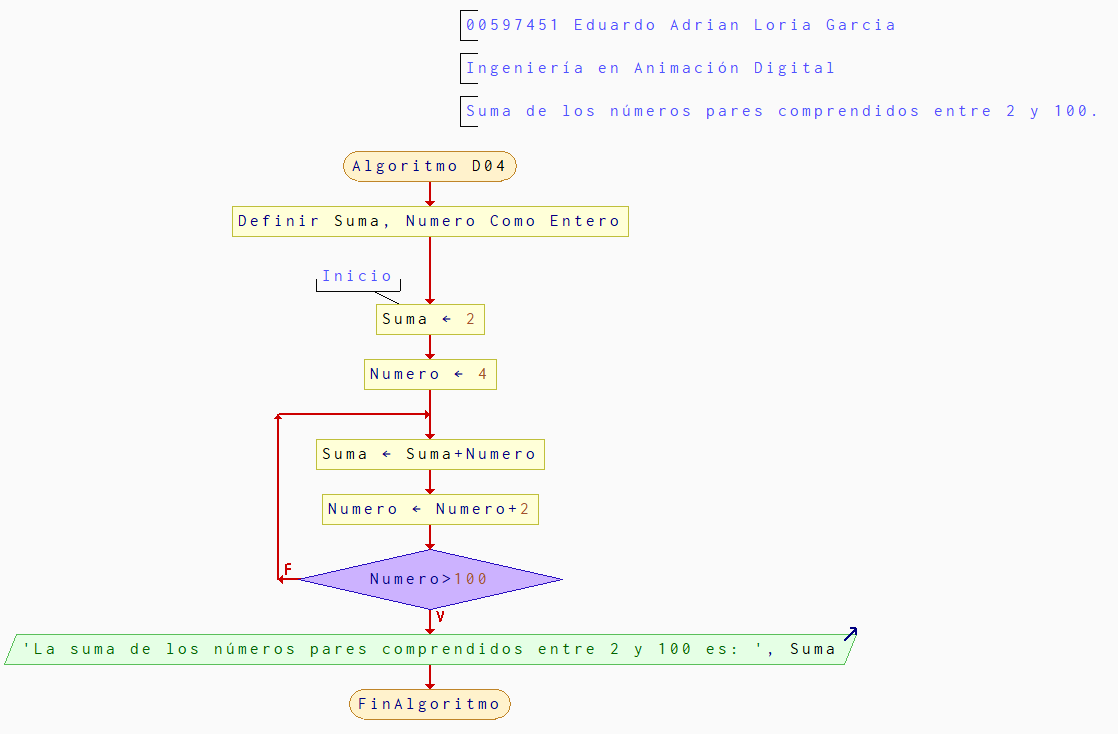 00597451 Eduardo Adrian Loria Garcia
Ingeniería en Animación Digital
Suma de los números pares comprendidos entre 2 y 100.
Algoritmo D04
Definir Suma, Numero Como Entero
Inicio
Suma ← 2
Numero ← 4
Suma ← Suma+Numero
Numero ← Numero+2
F
Numero>100
V
'La suma de los números pares comprendidos entre 2 y 100 es: ', Suma
FinAlgoritmo